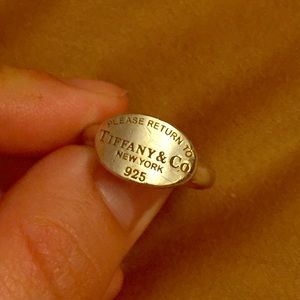 PLEASE RETURN TO
TIFFANY & CO
NEW YORK
925